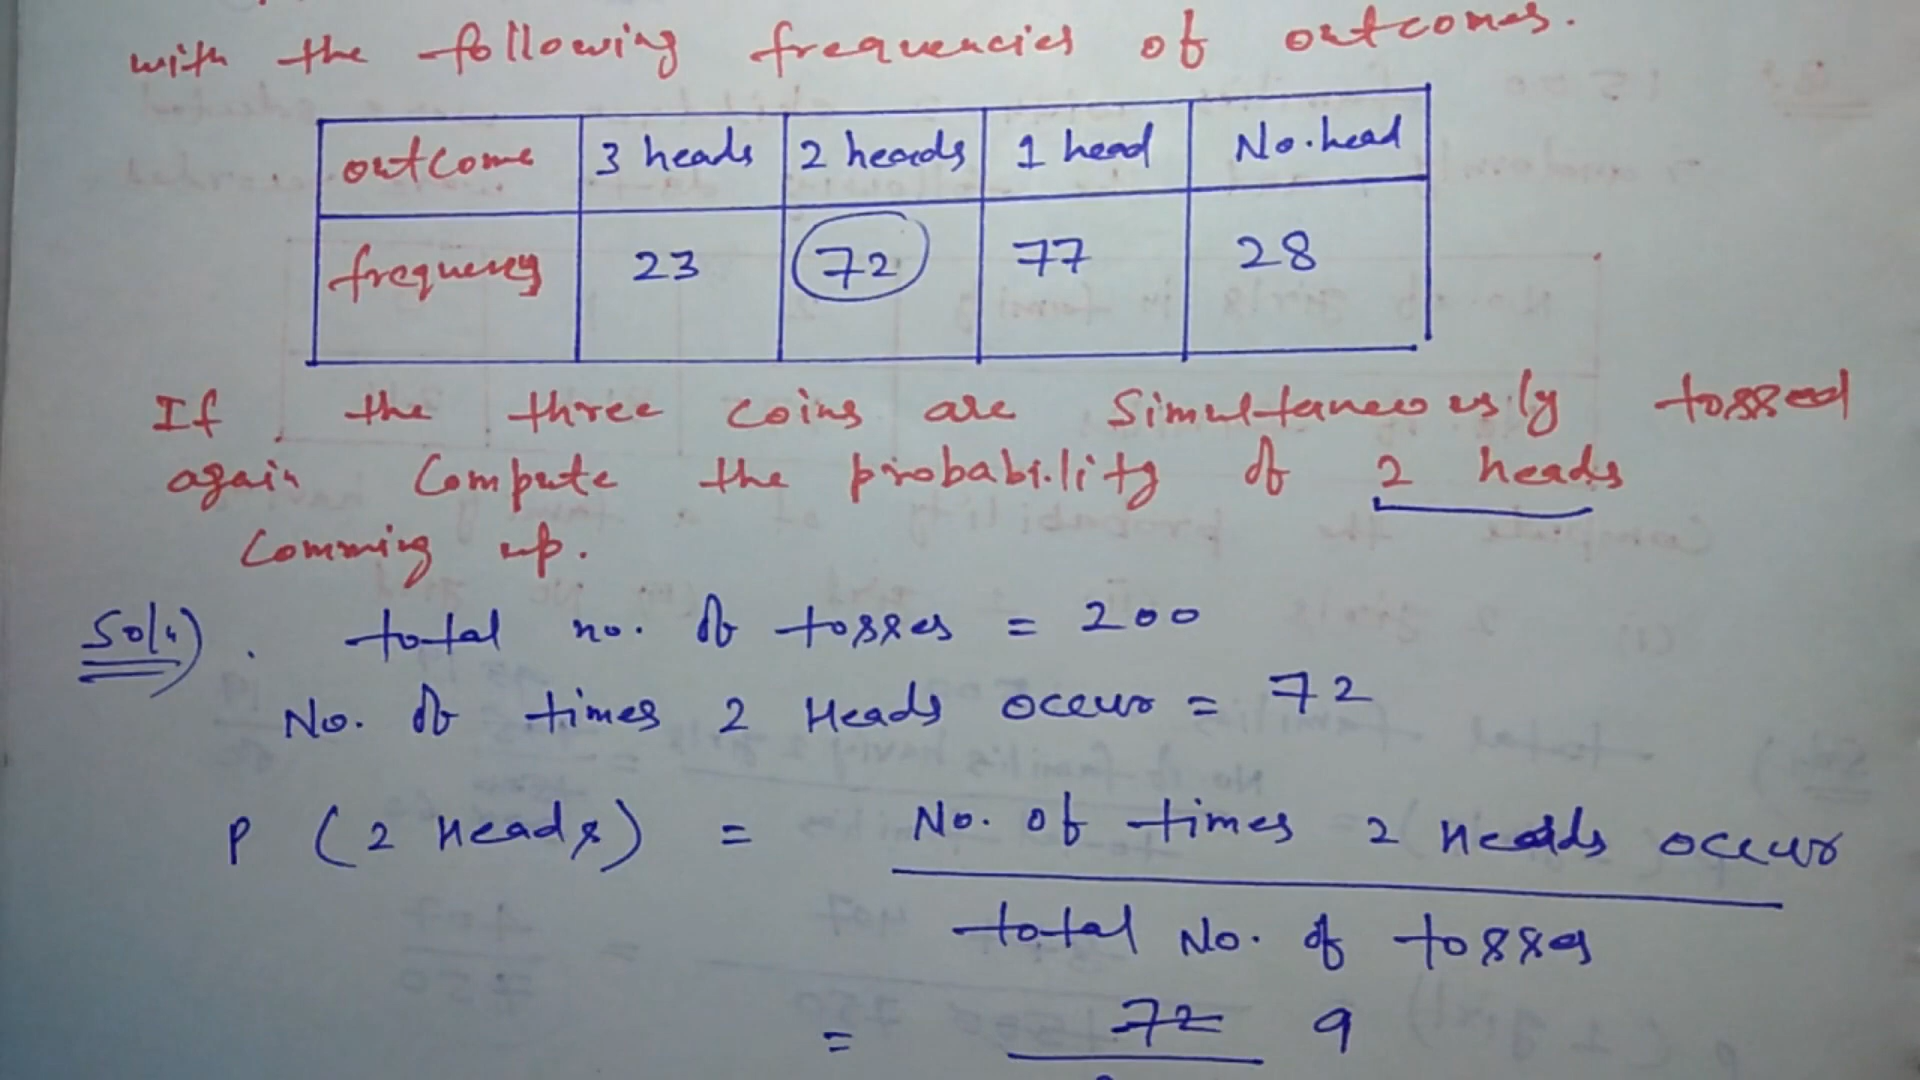 with the following frequencies of outcomes.
outcome 3 heads 2 heads 1 head No. head
frequency 23 72 77 28
If the three coins are Simultaneously tossed
again Compute the probability of 2 heads
Comming up.
Soln). total no. of tosses = 200
No. of times 2 Heads occur = 72
P (2 Heads) = No. of times 2 Heads occur
total No. of tosses
= 72 9